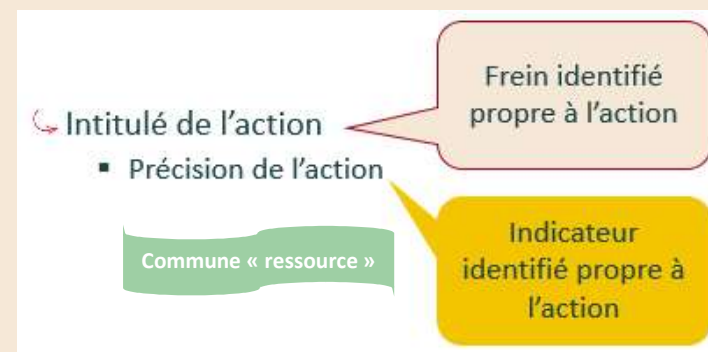 Frein identifié
propre à l'action
⤷ Intitulé de l'action
▪ Précision de l'action
Commune « ressource »
Indicateur
identifié propre à
l'action